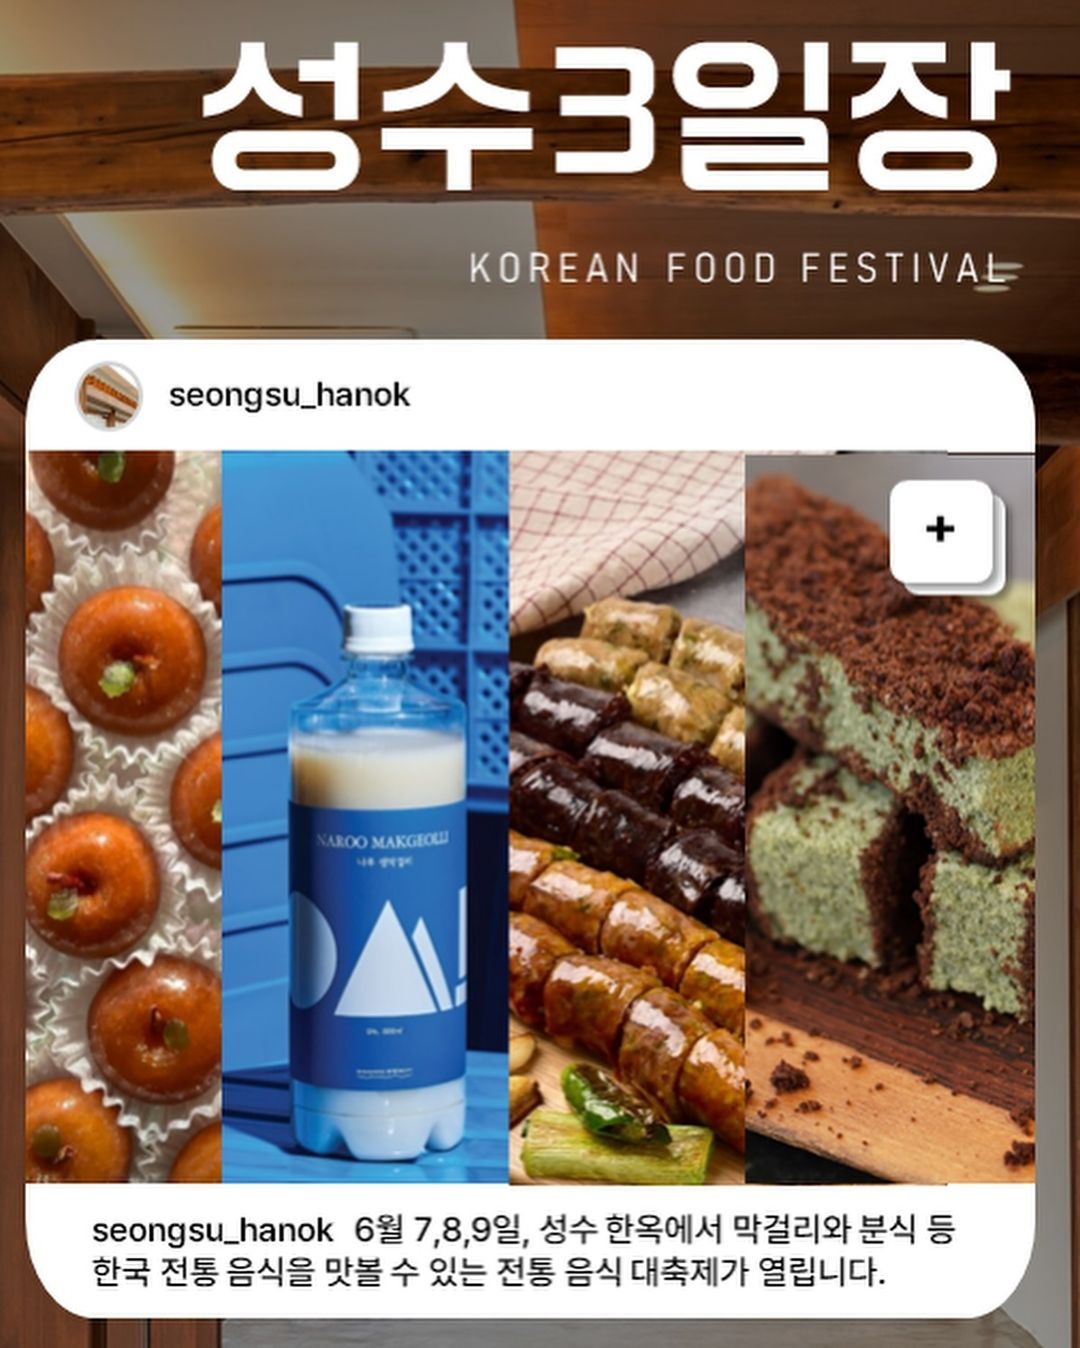 성수3일장
KOREAN FOOD FESTIVAL
seongsu_hanok
+
NAROO MAKGEOLLI
나루 생막걸리
seongsu_hanok 6월 7,8,9일, 성수 한옥에서 막걸리와 분식 등
한국 전통 음식을 맛볼 수 있는 전통 음식 대축제가 열립니다.